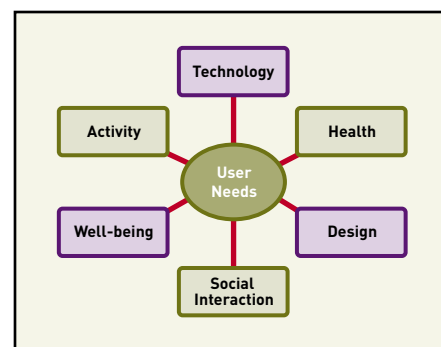 Technology
Activity
Health
User
Needs
Well-being
Design
Social
Interaction